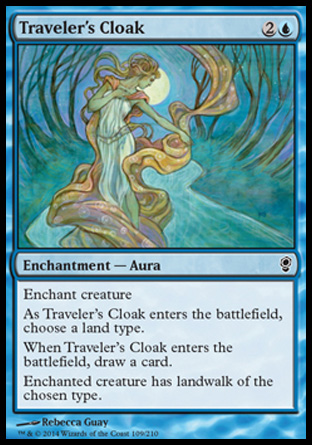 Traveler's Cloak 2
Enchantment — Aura
Enchant creature
As Traveler's Cloak enters the battlefield,
choose a land type.
When Traveler's Cloak enters the
battlefield, draw a card.
Enchanted creature has landwalk of the
chosen type.
Rebecca Guay
™ & © 2014 Wizards of the Coast 109/210